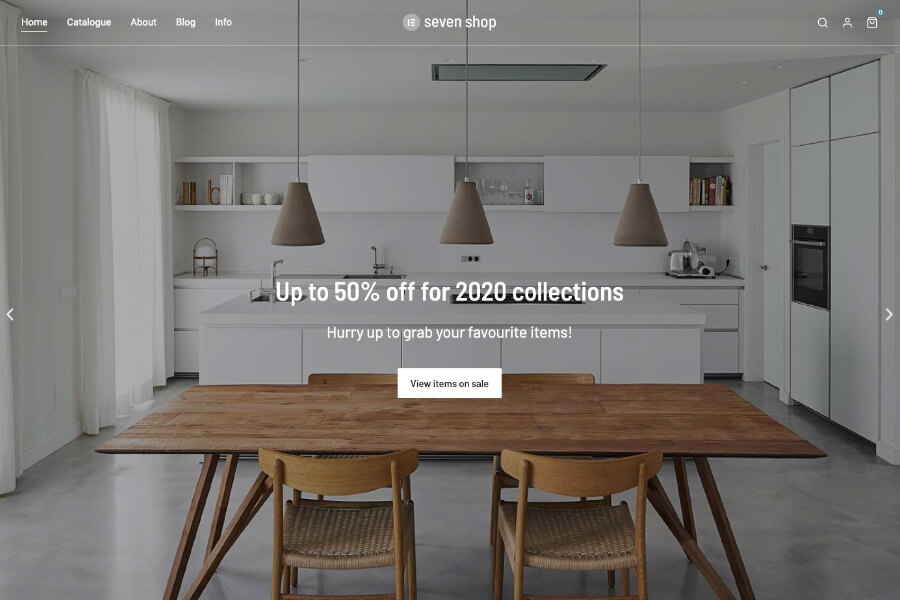 Home Catalogue About Blog Info
seven shop
0
Up to 50% off for 2020 collections
Hurry up to grab your favourite items!
View items on sale